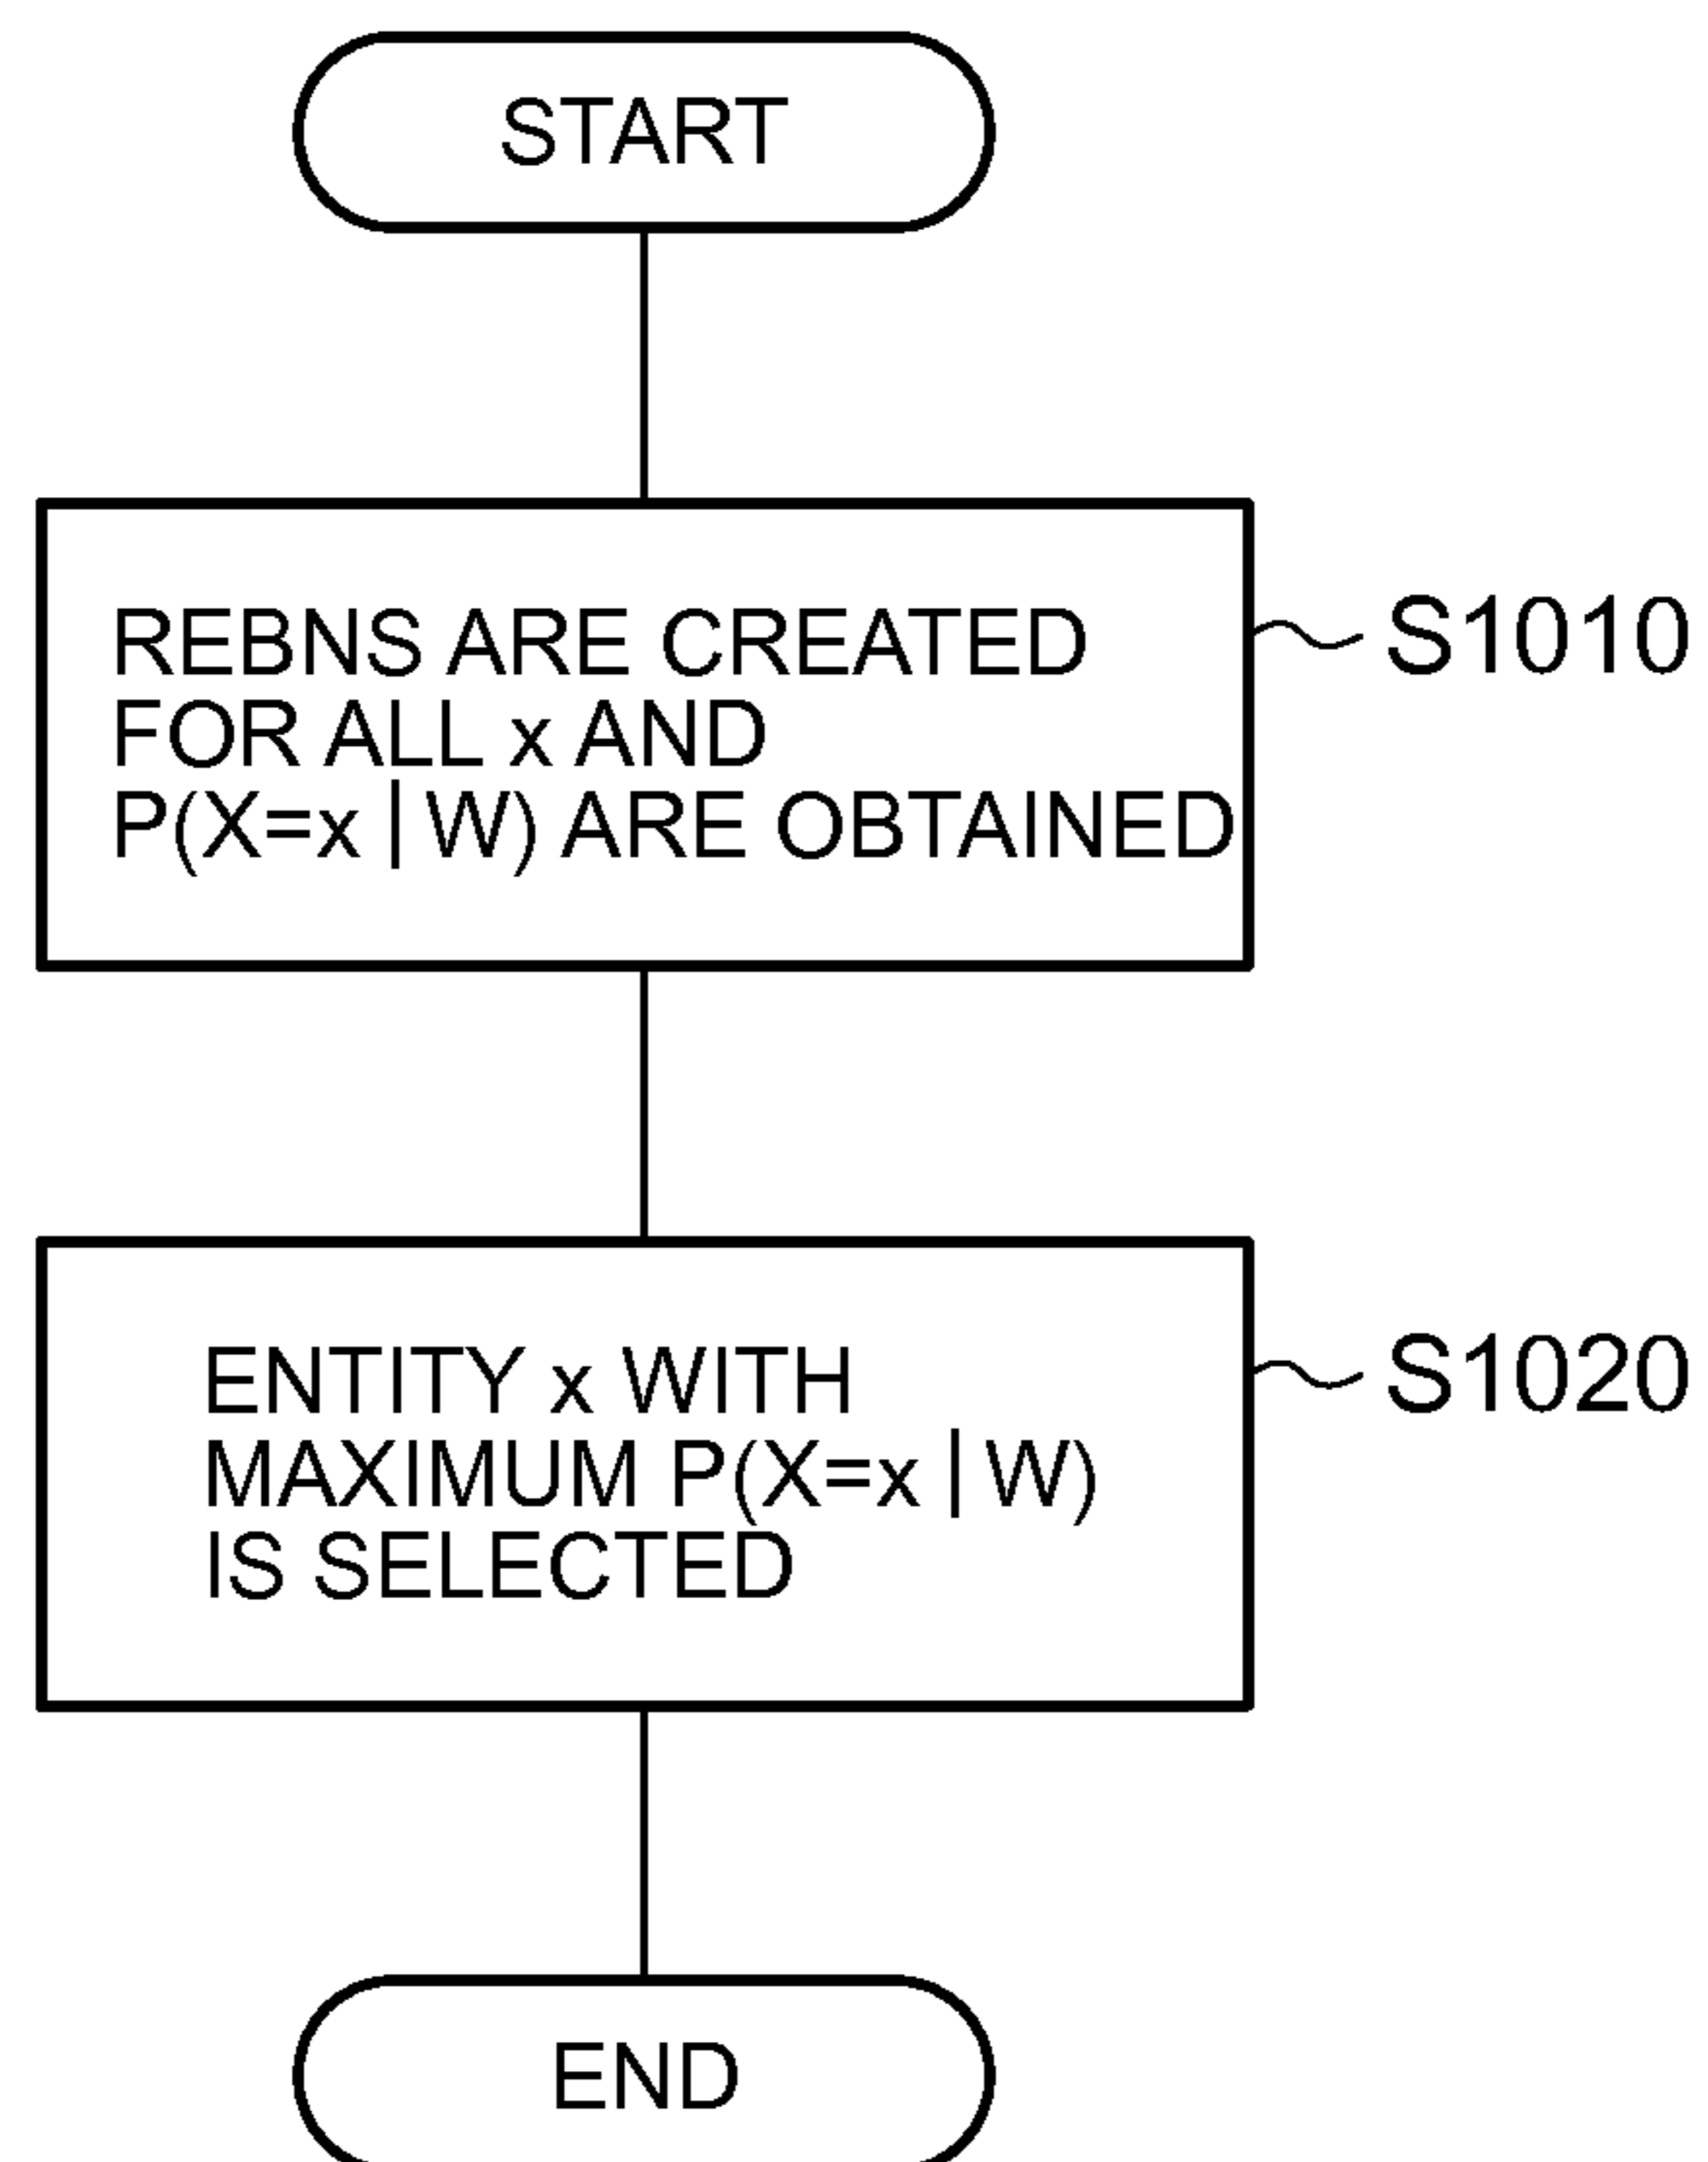 START
REBNS ARE CREATED
FOR ALL x AND
P(X=x | W) ARE OBTAINED
S1010
ENTITY x WITH
MAXIMUM P(X=x | W)
IS SELECTED
S1020
END